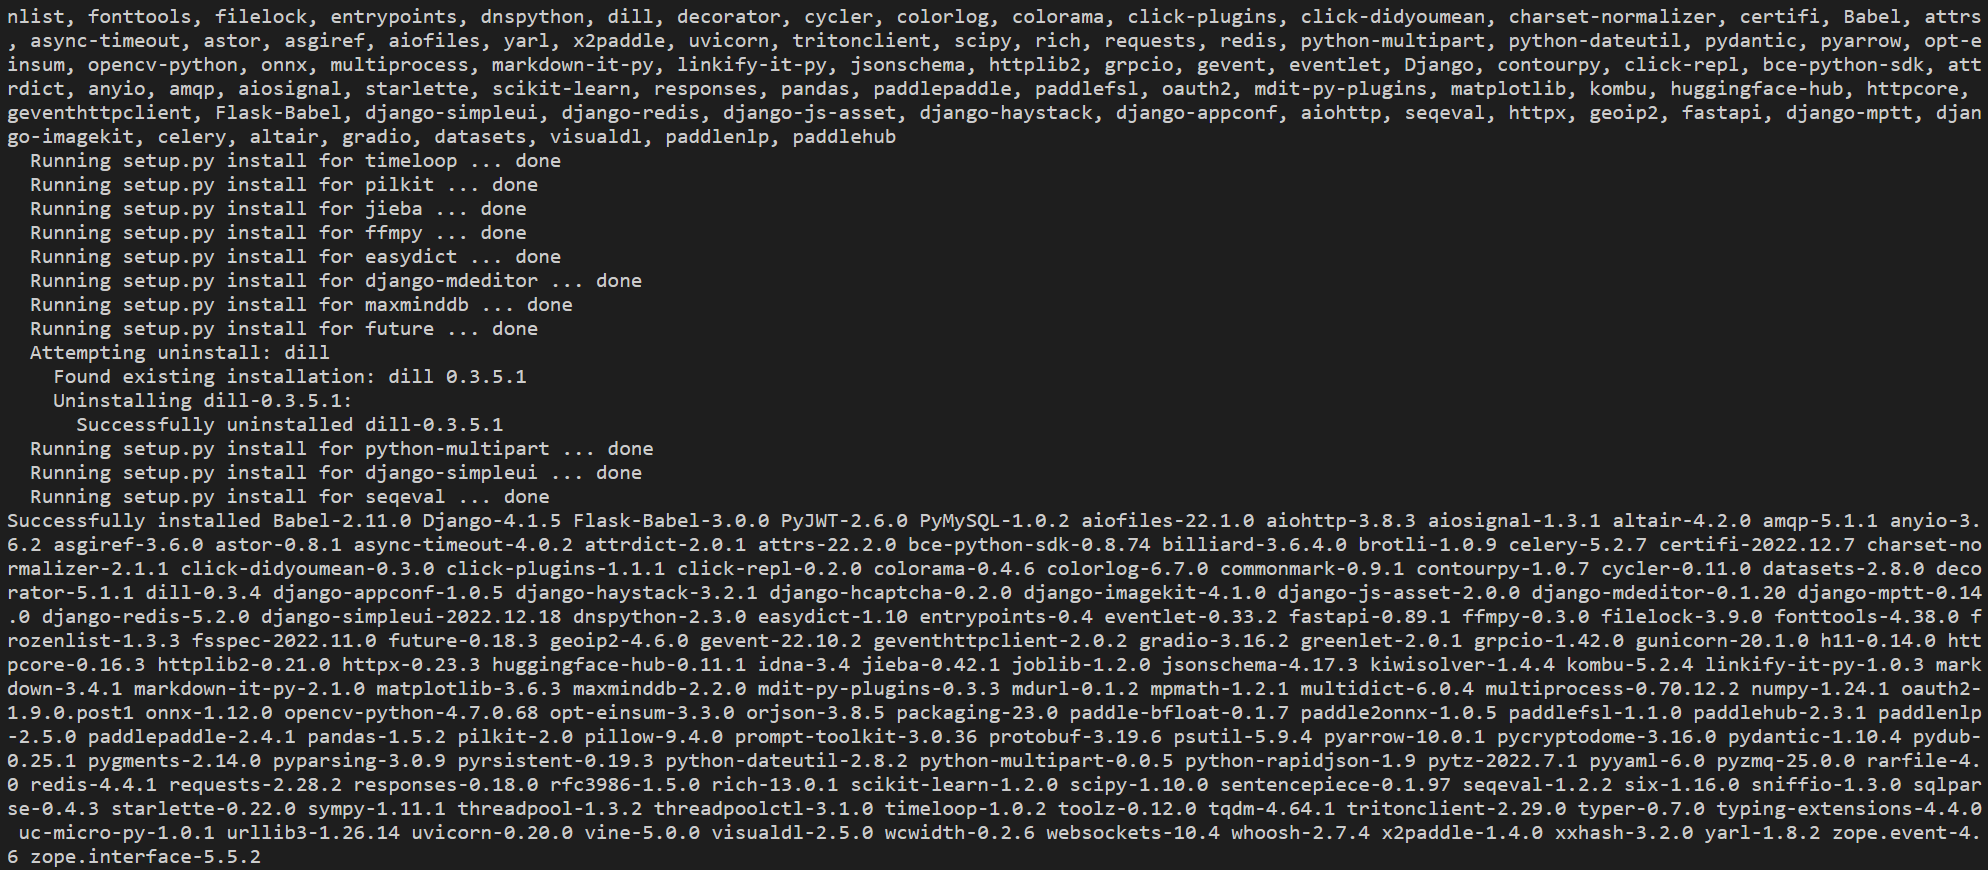 nlist, fonttools, filelock, entrypoints, dnspython, dill, decorator, cycler, colorlog, colorama, click-plugins, click-didyoumean, charset-normalizer, certifi, Babel, attrs
, async-timeout, astor, asgiref, aiofiles, yarl, x2paddle, uvicorn, tritonclient, scipy, rich, requests, redis, python-multipart, python-dateutil, pydantic, pyarrow, opt-e
insum, opencv-python, onnx, multiprocess, markdown-it-py, linkify-it-py, jsonschema, httplib2, grpcio, gevent, eventlet, Django, contourpy, click-repl, bce-python-sdk, att
rdict, anyio, amqp, aiosignal, starlette, scikit-learn, responses, pandas, paddlepaddle, paddlefsl, oauth2, mdit-py-plugins, matplotlib, kombu, huggingface-hub, httpcore,
geventhttpclient, Flask-Babel, django-simpleui, django-redis, django-js-asset, django-haystack, django-appconf, aiohttp, seqeval, httpx, geoip2, fastapi, django-mptt, djan
go-imagekit, celery, altair, gradio, datasets, visualdl, paddlenlp, paddlehub
  Running setup.py install for timeloop ... done
  Running setup.py install for pilkit ... done
  Running setup.py install for jieba ... done
  Running setup.py install for ffmpy ... done
  Running setup.py install for easydict ... done
  Running setup.py install for django-mdeditor ... done
  Running setup.py install for maxminddb ... done
  Running setup.py install for future ... done
  Attempting uninstall: dill
    Found existing installation: dill 0.3.5.1
    Uninstalling dill-0.3.5.1:
      Successfully uninstalled dill-0.3.5.1
  Running setup.py install for python-multipart ... done
  Running setup.py install for django-simpleui ... done
  Running setup.py install for seqeval ... done
Successfully installed Babel-2.11.0 Django-4.1.5 Flask-Babel-3.0.0 PyJWT-2.6.0 PyMySQL-1.0.2 aiofiles-22.1.0 aiohttp-3.8.3 aiosignal-1.3.1 altair-4.2.0 amqp-5.1.1 anyio-3.
6.2 asgiref-3.6.0 astor-0.8.1 async-timeout-4.0.2 attrdict-2.0.1 attrs-22.2.0 bce-python-sdk-0.8.74 billiard-3.6.4.0 brotli-1.0.9 celery-5.2.7 certifi-2022.12.7 charset-no
rmalizer-2.1.1 click-didyoumean-0.3.0 click-plugins-1.1.1 click-repl-0.2.0 colorama-0.4.6 colorlog-6.7.0 commonmark-0.9.1 contourpy-1.0.7 cycler-0.11.0 datasets-2.8.0 deco
rator-5.1.1 dill-0.3.4 django-appconf-1.0.5 django-haystack-3.2.1 django-hcaptcha-0.2.0 django-imagekit-4.1.0 django-js-asset-2.0.0 django-mdeditor-0.1.20 django-mptt-0.14
.0 django-redis-5.2.0 django-simpleui-2022.12.18 dnspython-2.3.0 easydict-1.10 entrypoints-0.4 eventlet-0.33.2 fastapi-0.89.1 ffmpy-0.3.0 filelock-3.9.0 fonttools-4.38.0 f
rozenlist-1.3.3 fsspec-2022.11.0 future-0.18.3 geoip2-4.6.0 gevent-22.10.2 geventhttpclient-2.0.2 gradio-3.16.2 greenlet-2.0.1 grpcio-1.42.0 gunicorn-20.1.0 h11-0.14.0 htt
pcore-0.16.3 httplib2-0.21.0 httpx-0.23.3 huggingface-hub-0.11.1 idna-3.4 jieba-0.42.1 joblib-1.2.0 jsonschema-4.17.3 kiwisolver-1.4.4 kombu-5.2.4 linkify-it-py-1.0.3 mark
down-3.4.1 markdown-it-py-2.1.0 matplotlib-3.6.3 maxminddb-2.2.0 mdit-py-plugins-0.3.3 mdurl-0.1.2 mpmath-1.2.1 multidict-6.0.4 multiprocess-0.70.12.2 numpy-1.24.1 oauth2-
1.9.0.post1 onnx-1.12.0 opencv-python-4.7.0.68 opt-einsum-3.3.0 orjson-3.8.5 packaging-23.0 paddle-bfloat-0.1.7 paddle2onnx-1.0.5 paddlefsl-1.1.0 paddlehub-2.3.1 paddlenlp
-2.5.0 paddlepaddle-2.4.1 pandas-1.5.2 pilkit-2.0 pillow-9.4.0 prompt-toolkit-3.0.36 protobuf-3.19.6 psutil-5.9.4 pyarrow-10.0.1 pycryptodome-3.16.0 pydantic-1.10.4 pydub-
0.25.1 pygments-2.14.0 pyparsing-3.0.9 pyrsistent-0.19.3 python-dateutil-2.8.2 python-multipart-0.0.5 python-rapidjson-1.9 pytz-2022.7.1 pyyaml-6.0 pyzmq-25.0.0 rarfile-4.
0 redis-4.4.1 requests-2.28.2 responses-0.18.0 rfc3986-1.5.0 rich-13.0.1 scikit-learn-1.2.0 scipy-1.10.0 sentencepiece-0.1.97 seqeval-1.2.2 six-1.16.0 sniffio-1.3.0 sqlpar
se-0.4.3 starlette-0.22.0 sympy-1.11.1 threadpool-1.3.2 threadpoolctl-3.1.0 timeloop-1.0.2 toolz-0.12.0 tqdm-4.64.1 tritonclient-2.29.0 typer-0.7.0 typing-extensions-4.4.0
 uc-micro-py-1.0.1 urllib3-1.26.14 uvicorn-0.20.0 vine-5.0.0 visualdl-2.5.0 wcwidth-0.2.6 websockets-10.4 whoosh-2.7.4 x2paddle-1.4.0 xxhash-3.2.0 yarl-1.8.2 zope.event-4.
6 zope.interface-5.5.2